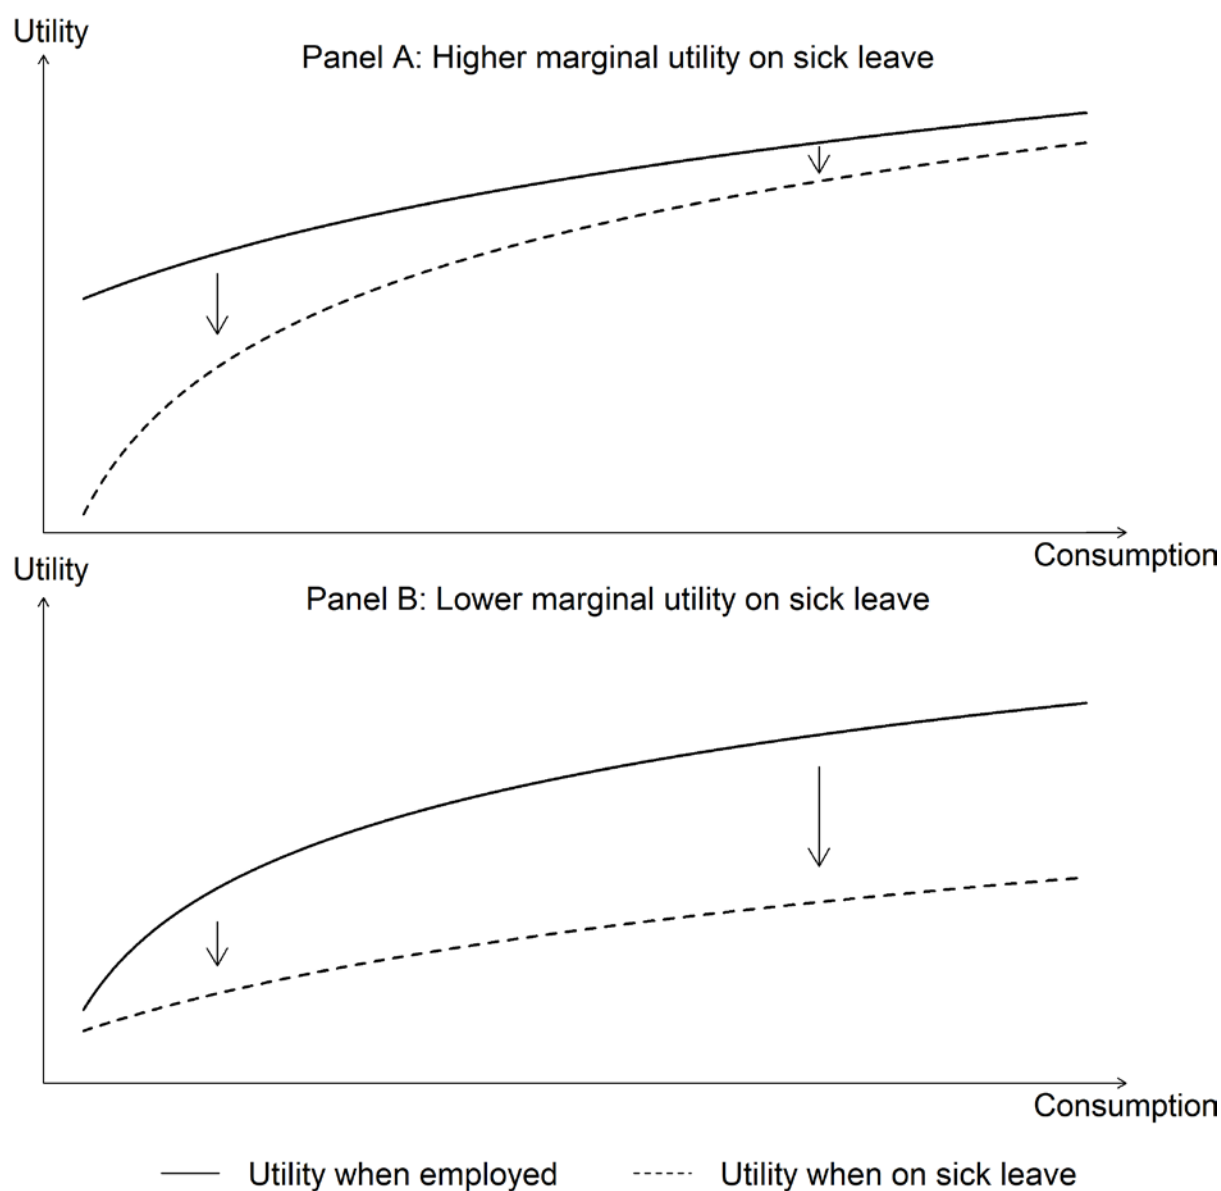 Utility
Panel A: Higher marginal utility on sick leave
Consumption
Utility
Panel B: Lower marginal utility on sick leave
Consumption
Utility when employed
Utility when on sick leave